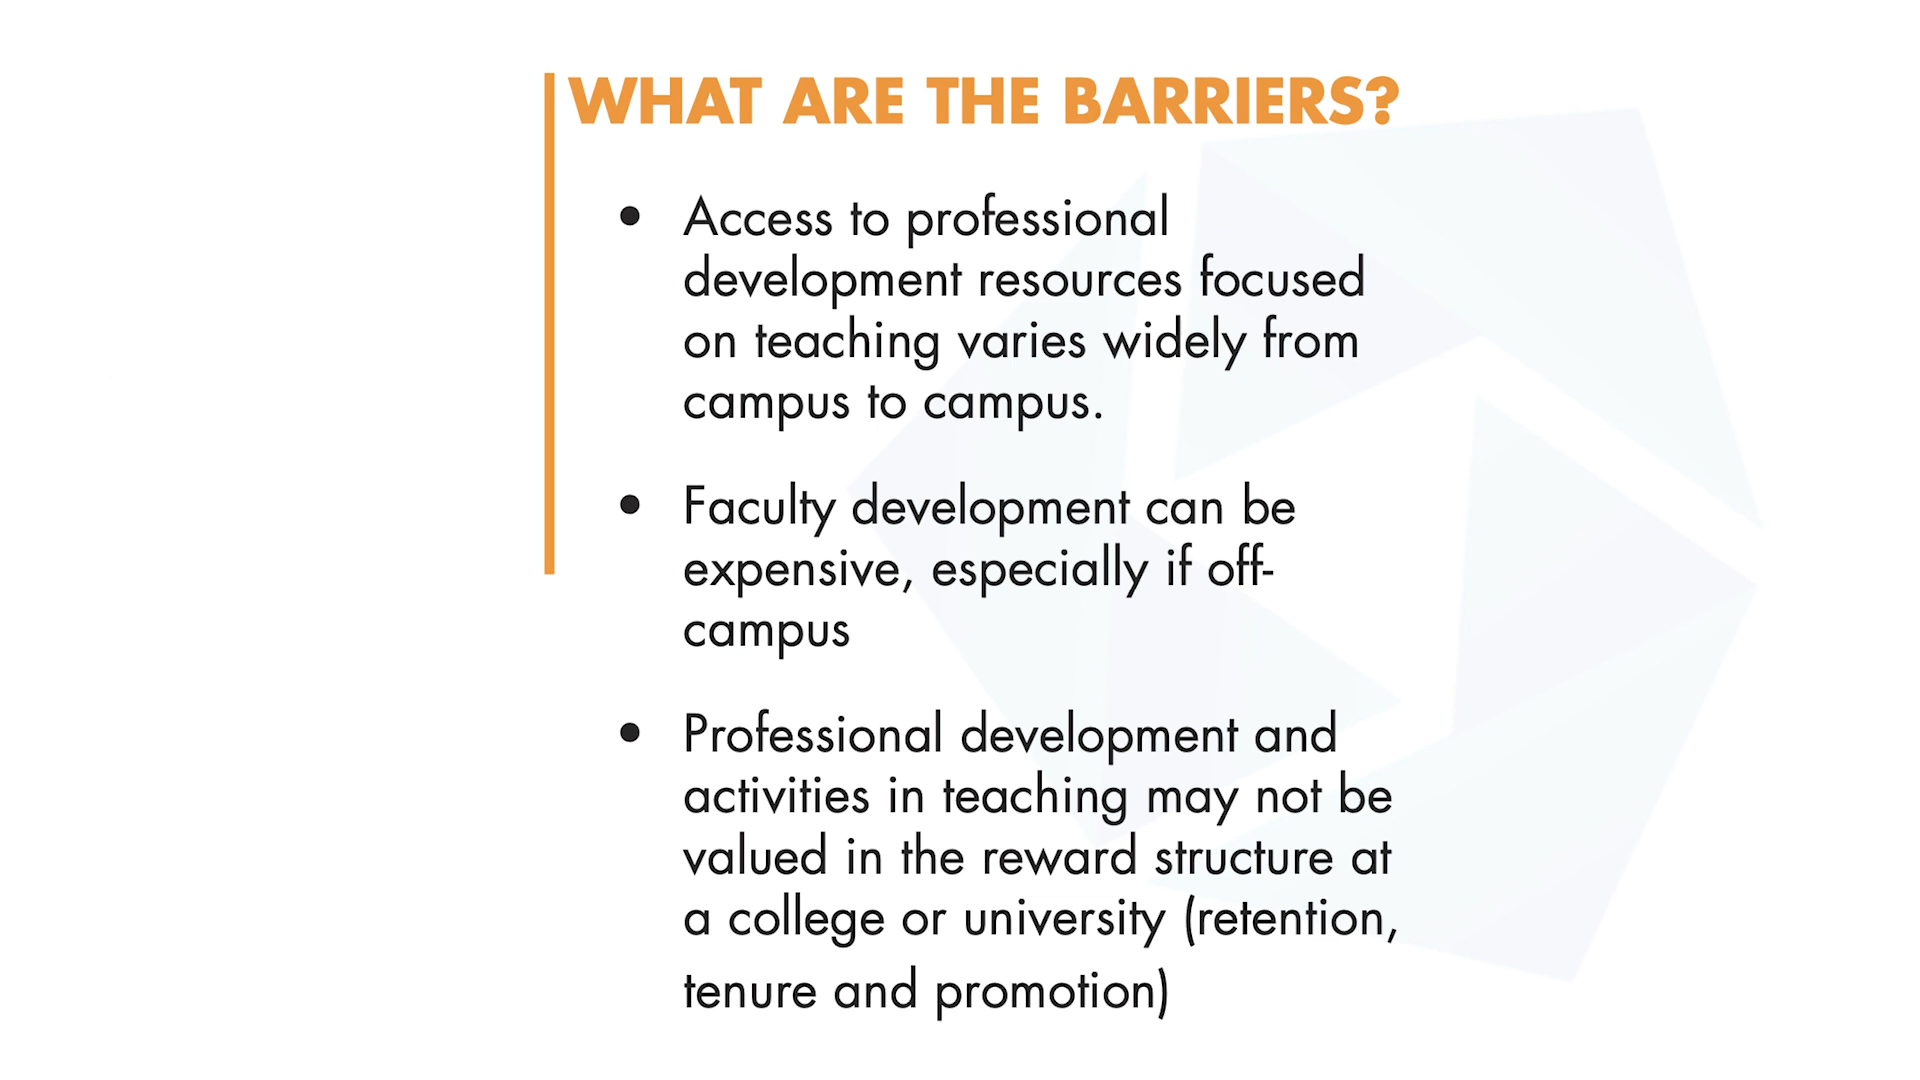 WHAT ARE THE BARRIERS?
• Access to professional
development resources focused
on teaching varies widely from
campus to campus.
• Faculty development can be
expensive, especially if off-
campus
• Professional development and
activities in teaching may not be
valued in the reward structure at
a college or university (retention,
tenure and promotion)